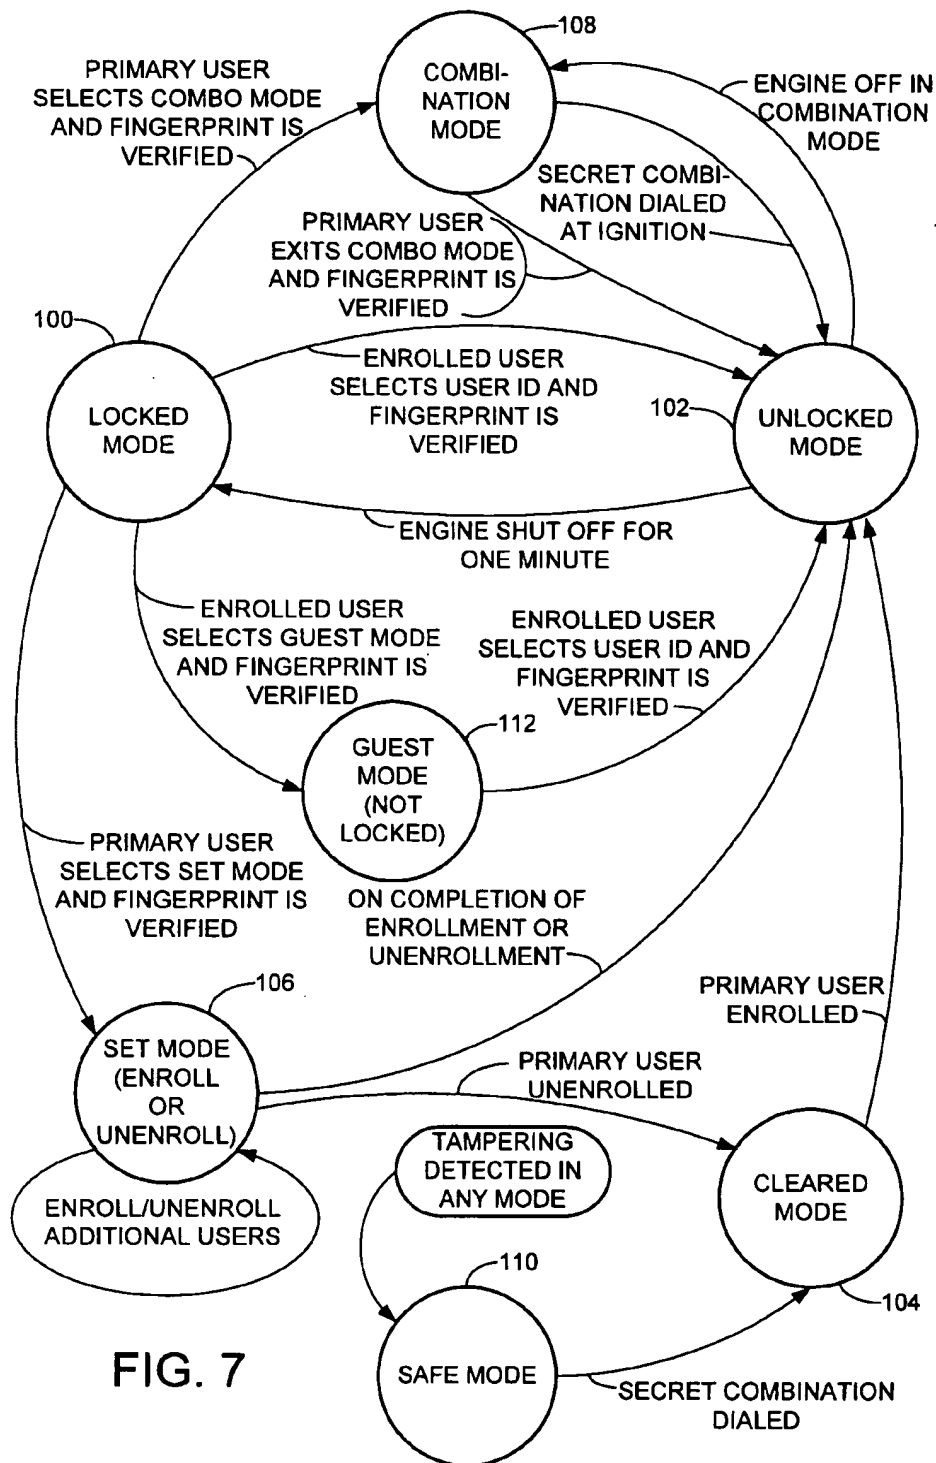 108
PRIMARY USER
SELECTS COMBO MODE
AND FINGERPRINT IS
VERIFIED
COMBI-
NATION
MODE
ENGINE OFF IN
COMBINATION
MODE
SECRET COMBI-
NATION DIALED
AT IGNITION
PRIMARY USER
EXITS COMBO MODE
AND FINGERPRINT IS
VERIFIED
100
LOCKED
MODE
ENROLLED USER
SELECTS USER ID AND
FINGERPRINT IS
VERIFIED
102
UNLOCKED
MODE
ENGINE SHUT OFF FOR
ONE MINUTE
ENROLLED USER
SELECTS GUEST MODE
AND FINGERPRINT IS
VERIFIED
ENROLLED USER
SELECTS USER ID AND
FINGERPRINT IS
VERIFIED
112
GUEST
MODE
(NOT
LOCKED)
PRIMARY USER
SELECTS SET MODE
AND FINGERPRINT IS
VERIFIED
ON COMPLETION OF
ENROLLMENT OR
UNENROLLMENT
106
SET MODE
(ENROLL
OR
UNENROLL)
PRIMARY USER
ENROLLED
PRIMARY USER
UNENROLLED
TAMPERING
DETECTED IN
ANY MODE
CLEARED
MODE
ENROLL/UNENROLL
ADDITIONAL USERS
110
104
SAFE MODE
SECRET COMBINATION
DIALED
FIG. 7